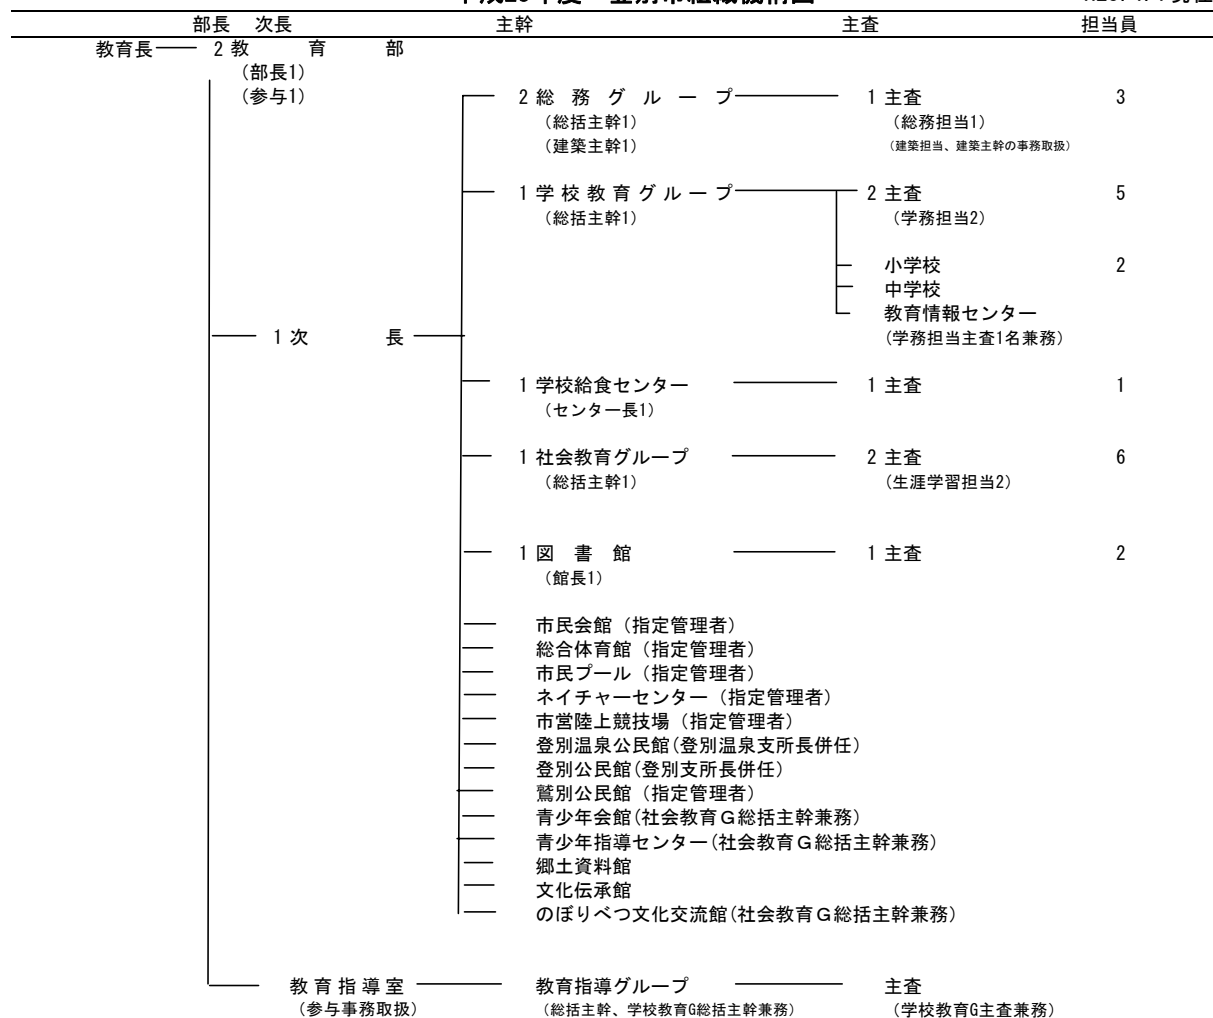 部長 次長 主幹 主査 担当員
教育長 2 教育部
(部長1)
(参与1) 2 総務グループ 1 主査 3
(総括主幹1) (総務担当1)
(建築主幹1) (建築担当、建築主幹の事務取扱)
1 学校教育グループ 2 主査 5
(総括主幹1) (学務担当2)
小学校 2
中学校
教育情報センター
1 次長 (学務担当主査1名兼務)
1 学校給食センター 1 主査 1
(センター長1)
1 社会教育グループ 2 主査 6
(総括主幹1) (生涯学習担当2)
1 図書館 1 主査 2
(館長1)
市民会館(指定管理者)
総合体育館(指定管理者)
市民プール(指定管理者)
ネイチャーセンター(指定管理者)
市営陸上競技場(指定管理者)
登別温泉公民館(登別温泉支所長併任)
登別公民館(登別支所長併任)
鷲別公民館(指定管理者)
青少年会館(社会教育G総括主幹兼務)
青少年指導センター(社会教育G総括主幹兼務)
郷土資料館
文化伝承館
のぼりべつ文化交流館(社会教育G総括主幹兼務)
教育指導室 教育指導グループ 主査
(参与事務取扱) (総括主幹、学校教育G総括主幹兼務) (学校教育G主査兼務)